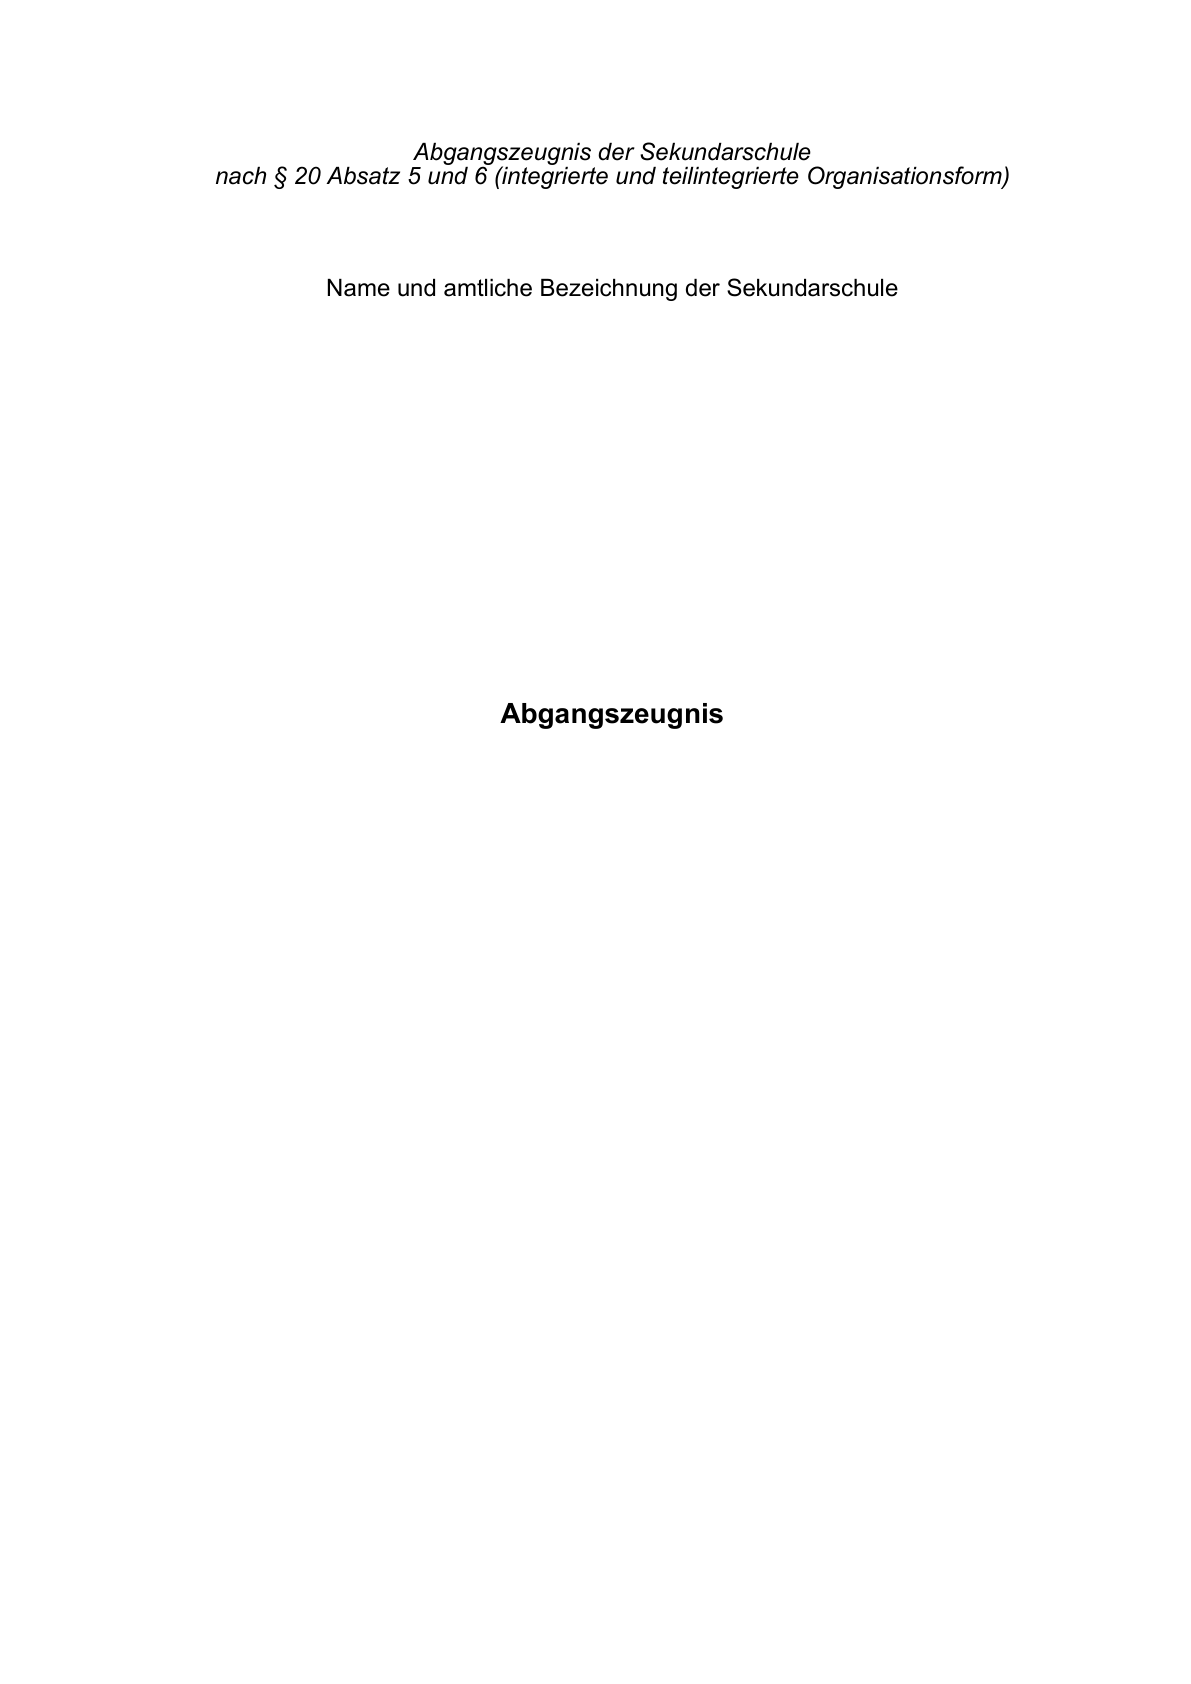 Abgangszeugnis der Sekundarschule
nach § 20 Absatz 5 und 6 (integrierte und teilintegrierte Organisationsform)
Name und amtliche Bezeichnung der Sekundarschule
Abgangszeugnis